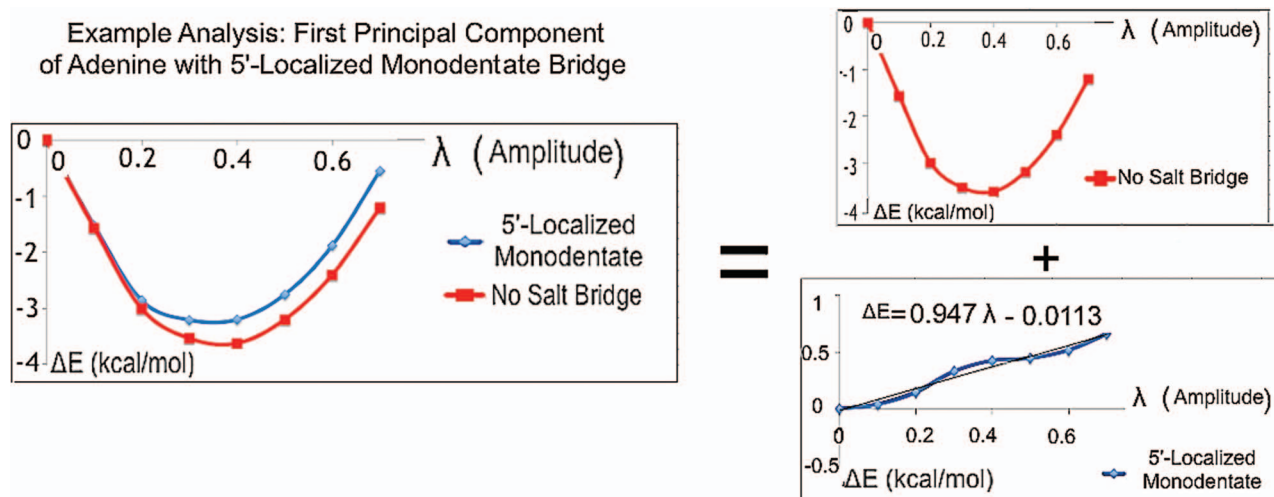 Example Analysis: First Principal Component
of Adenine with 5'-Localized Monodentate Bridge
0
0 0.2 0.4 0.6 λ (Amplitude)
-1
-2
-3
-4 ΔE (kcal/mol)
5'-Localized
Monodentate
No Salt Bridge
=
0
0 0.2 0.4 0.6 λ (Amplitude)
-1
-2
-3
-4 ΔE (kcal/mol)
No Salt Bridge
+
1
ΔE=0.947 λ - 0.0113
0.5
0
0 0.2 0.4 0.6 λ (Amplitude)
-0.5 ΔE (kcal/mol)
5'-Localized
Monodentate